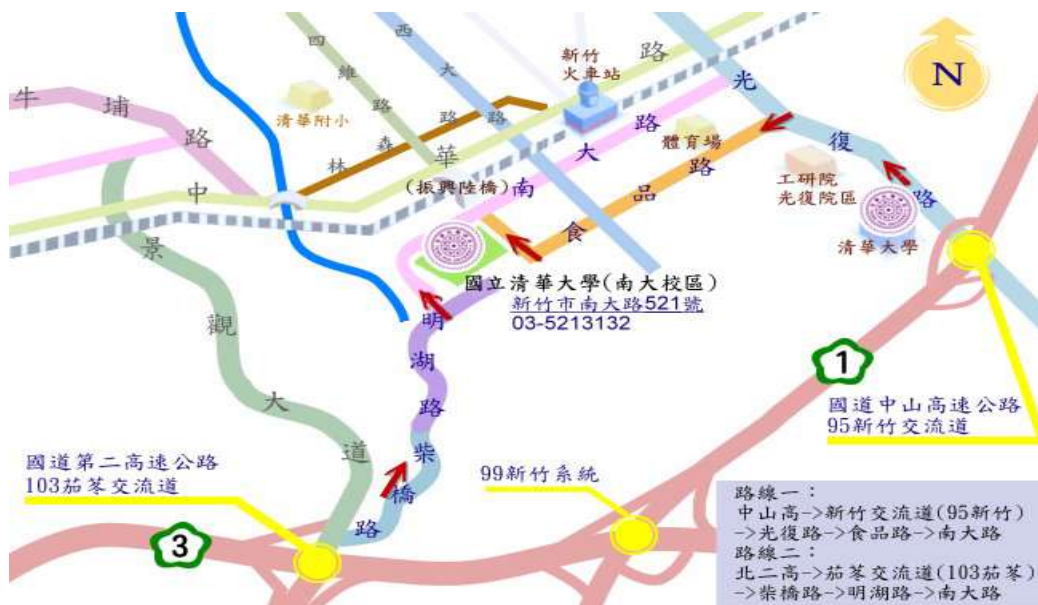 牛埔路
四維路
西大路
新竹
火車站
中華路
光復路
N
清華附小
林森路
南大路
體育場
食品路
工研院
光復院區
(振興陸橋)
清華大學
景觀大道
國立清華大學(南大校區)
新竹市南大路521號
03-5213132
明湖路
1
國道中山高速公路
95新竹交流道
柴橋路
國道第二高速公路
103茄苳交流道
99新竹系統
3
路線一：
中山高->新竹交流道(95新竹)
->光復路->食品路->南大路
路線二：
北二高->茄苳交流道(103茄苳)
->柴橋路->明湖路->南大路